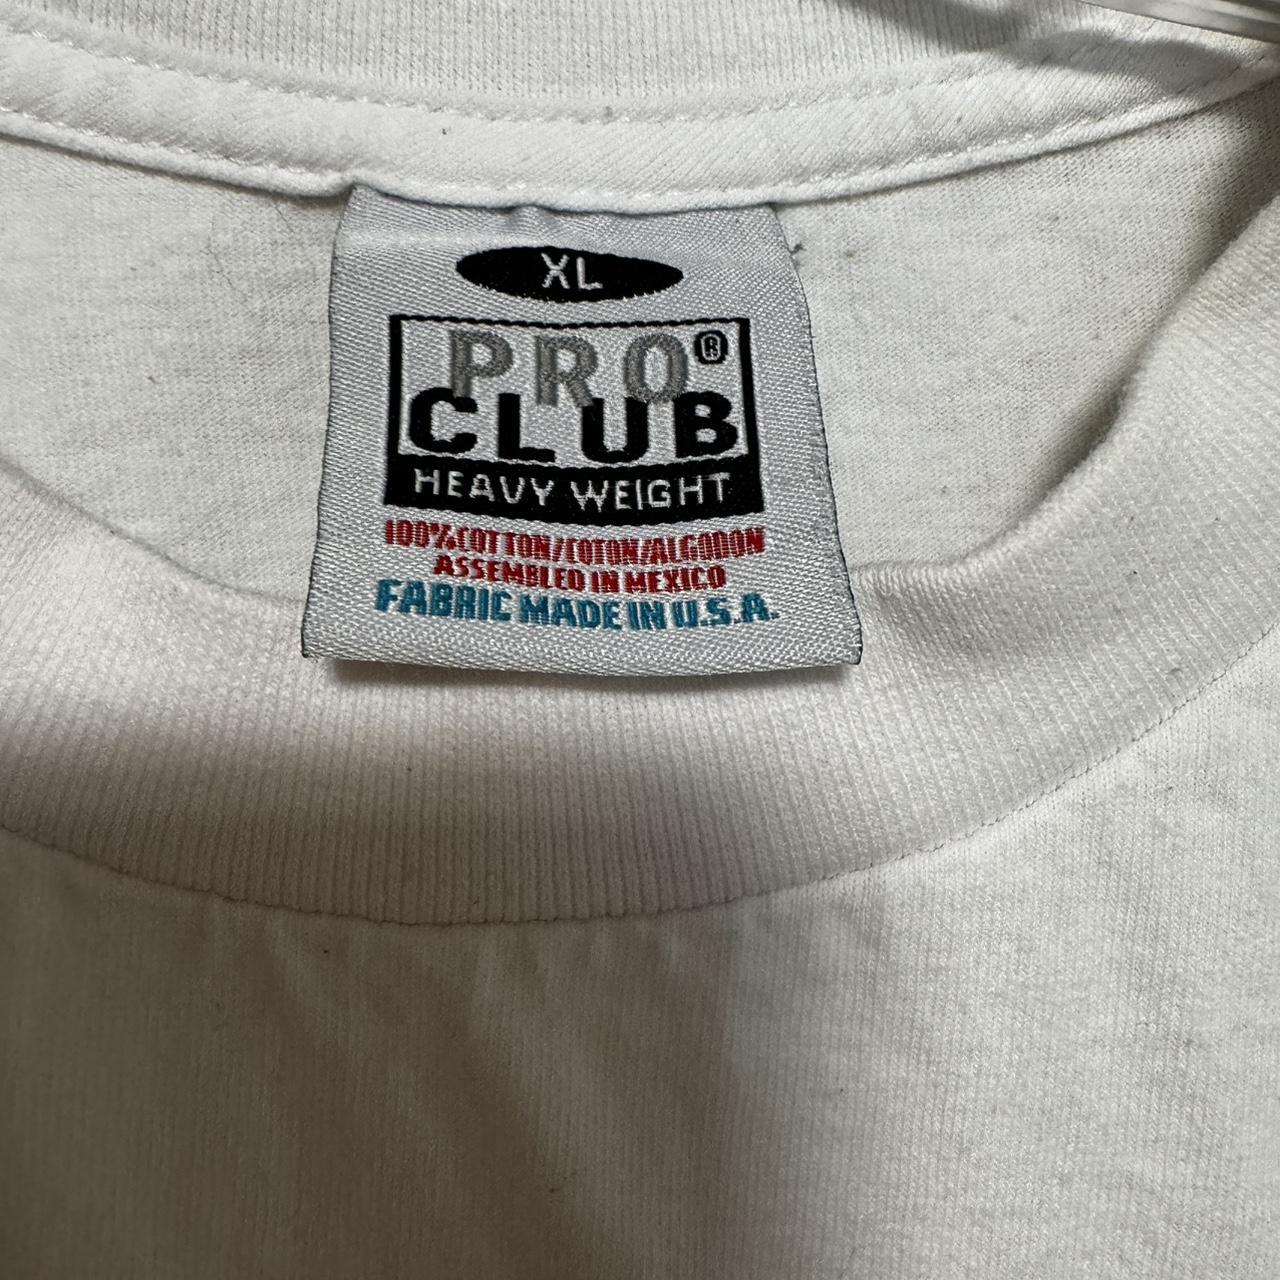 XL
PRO®
CLUB
HEAVY WEIGHT
100%COTTON/COTON/ALGODON
ASSEMBLED IN MEXICO
FABRIC MADE IN U.S.A.